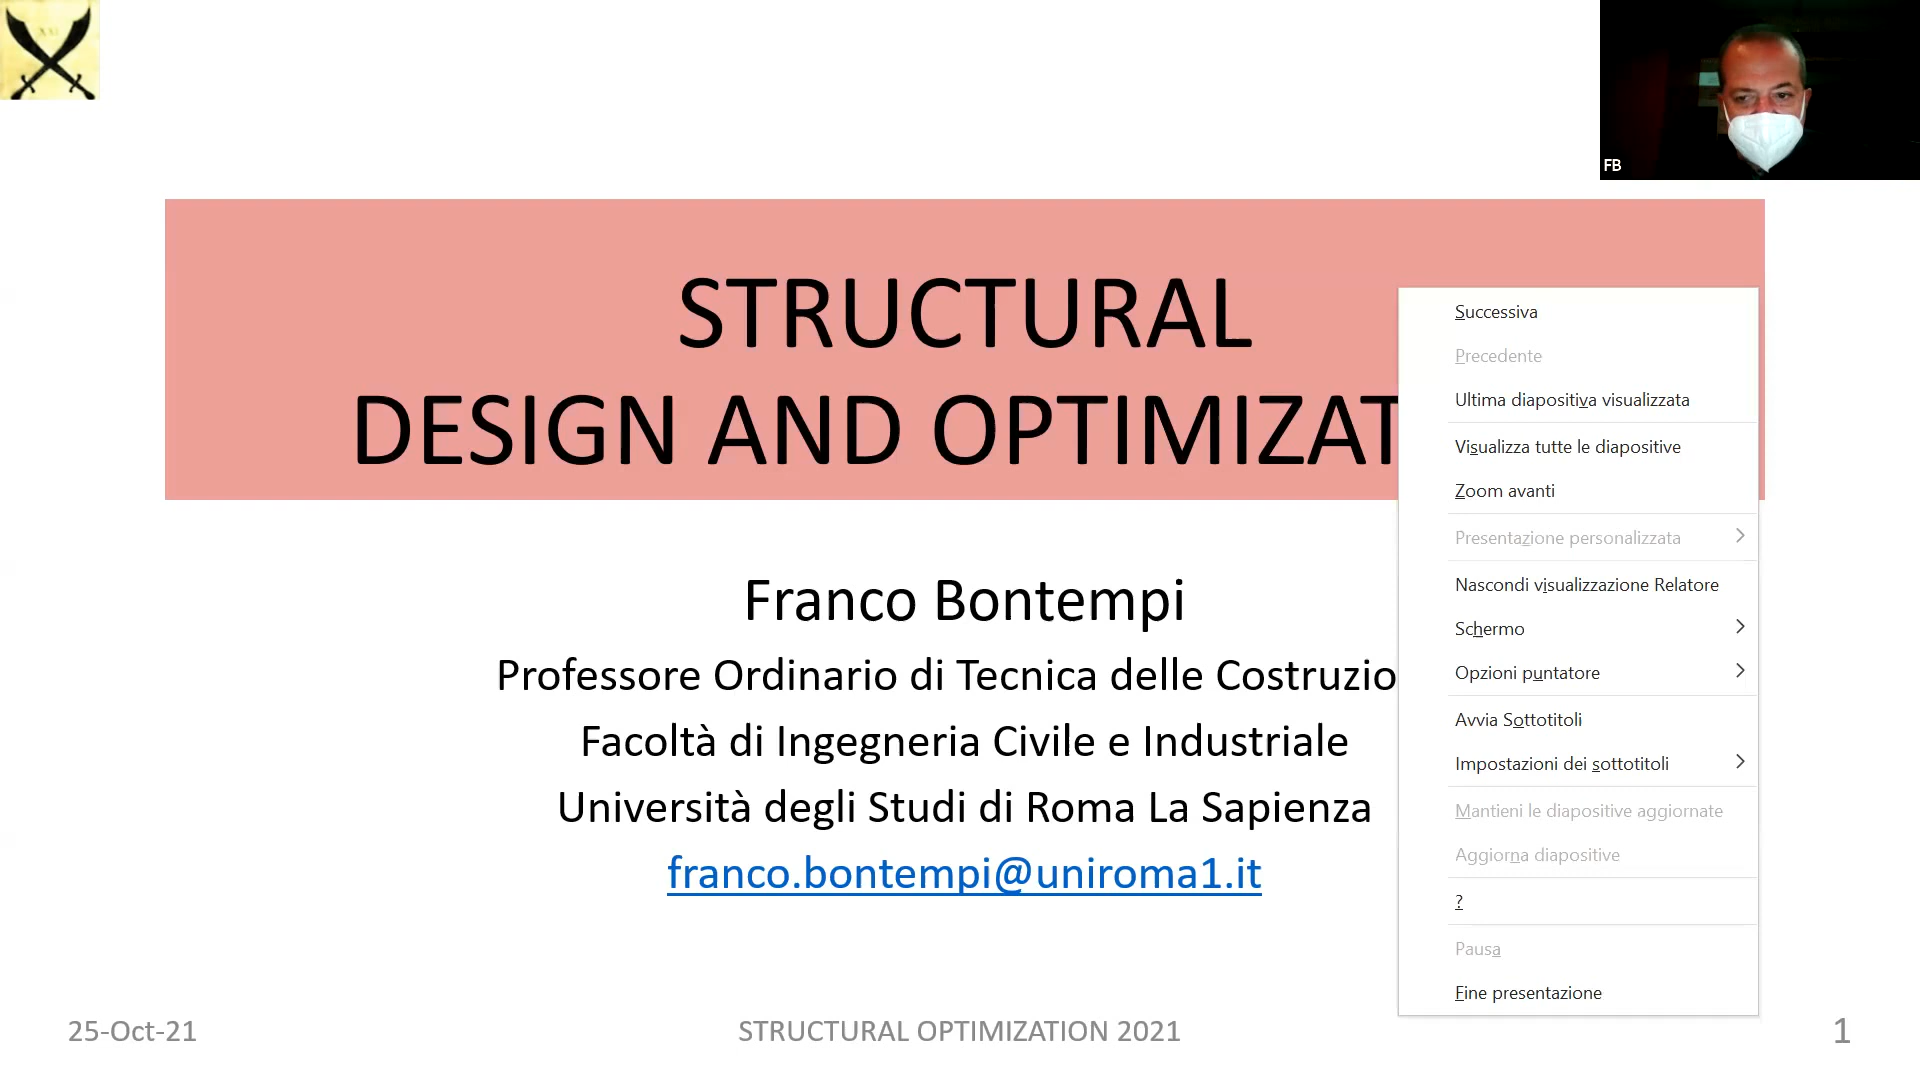 XXI
FB
STRUCTURAL
DESIGN AND OPTIMIZAT
Franco Bontempi
Professore Ordinario di Tecnica delle Costruzio
Facoltà di Ingegneria Civile e Industriale
Università degli Studi di Roma La Sapienza
franco.bontempi@uniroma1.it
Successiva
Precedente
Ultima diapositiva visualizzata
Visualizza tutte le diapositive
Zoom avanti
Presentazione personalizzata
Nascondi visualizzazione Relatore
Schermo
Opzioni puntatore
Avvia Sottotitoli
Impostazioni dei sottotitoli
Mantieni le diapositive aggiornate
Aggiorna diapositive
?
Pausa
Fine presentazione
25-Oct-21
STRUCTURAL OPTIMIZATION 2021
1